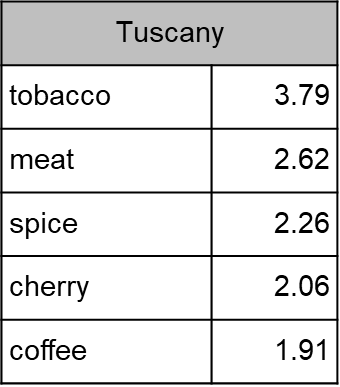 Tuscany
tobacco 3.79
meat 2.62
spice 2.26
cherry 2.06
coffee 1.91